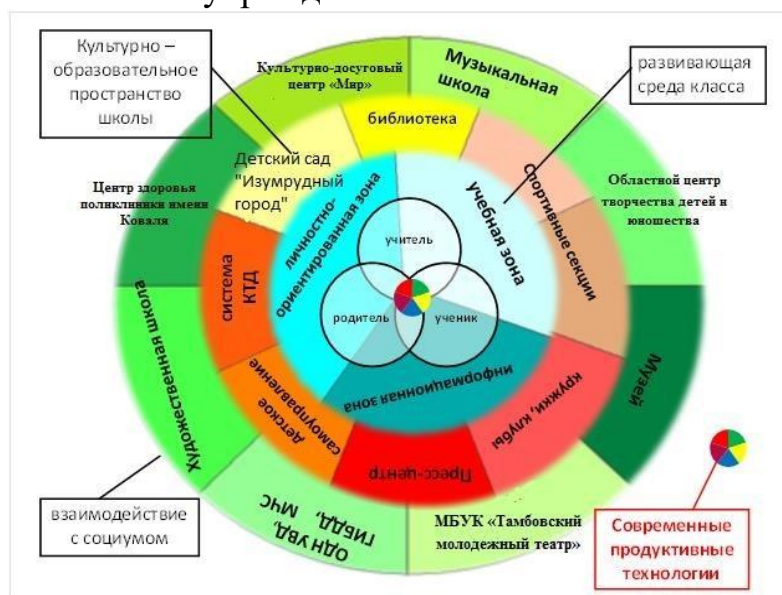 Культурно –
образовательное
пространство
школы
Культурно-досуговый
центр «Мир»
Музыкальная
школа
развивающая
среда класса
библиотека
Детский сад
"Изумрудный
город"
Центр здоровья
поликлиники имени
Коваля
личностно-
ориентированная зона
учебная зона
Спортивные секции
Областной центр
творчества детей и
юношества
учитель
система
КТД
родитель
ученик
Художественная школа
Музей
информационная зона
детское
самоуправление
кружки, клубы
Пресс-центр
взаимодействие
с социумом
ОДН УВД,
ГИБДД, МЧС
МБУК «Тамбовский
молодежный театр»
Современные
продуктивные
технологии